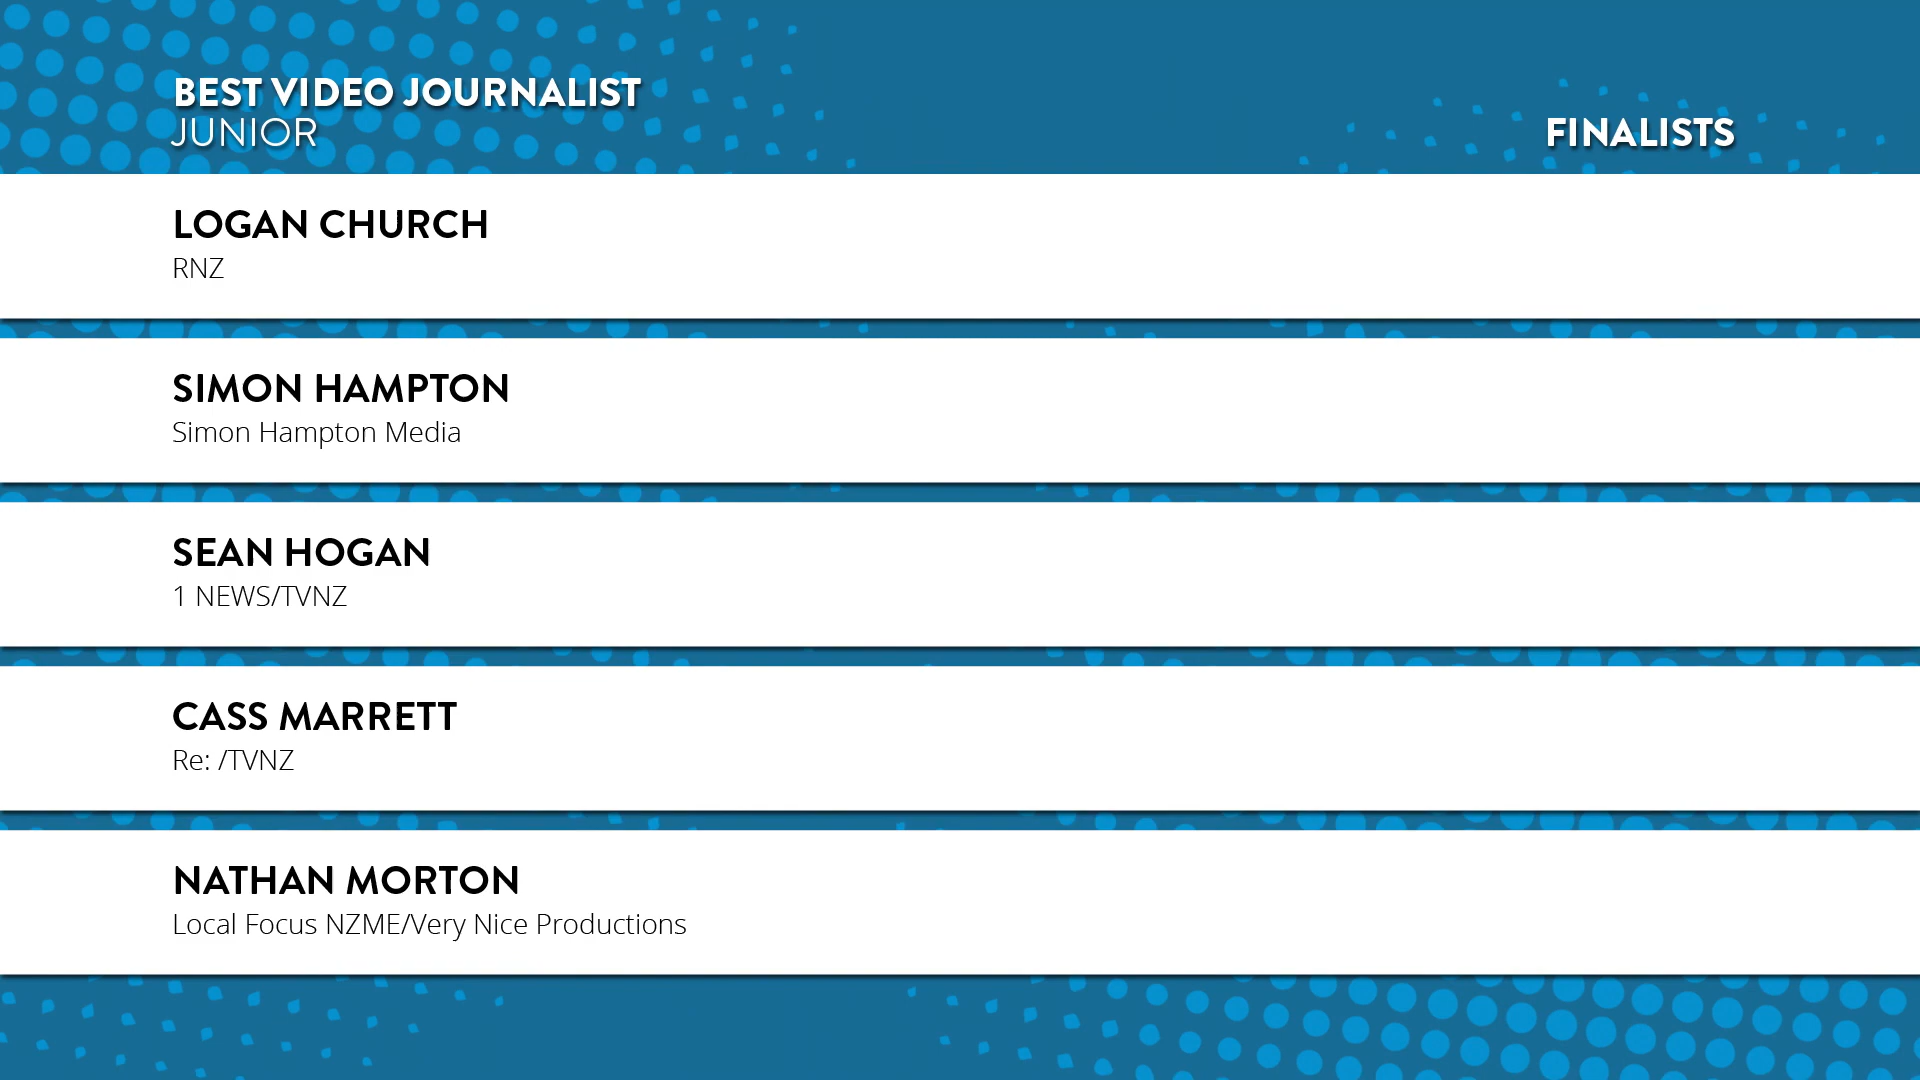 BEST VIDEO JOURNALIST
JUNIOR
FINALISTS
LOGAN CHURCH
RNZ
SIMON HAMPTON
Simon Hampton Media
SEAN HOGAN
1 NEWS/TVNZ
CASS MARRETT
Re: /TVNZ
NATHAN MORTON
Local Focus NZME/Very Nice Productions